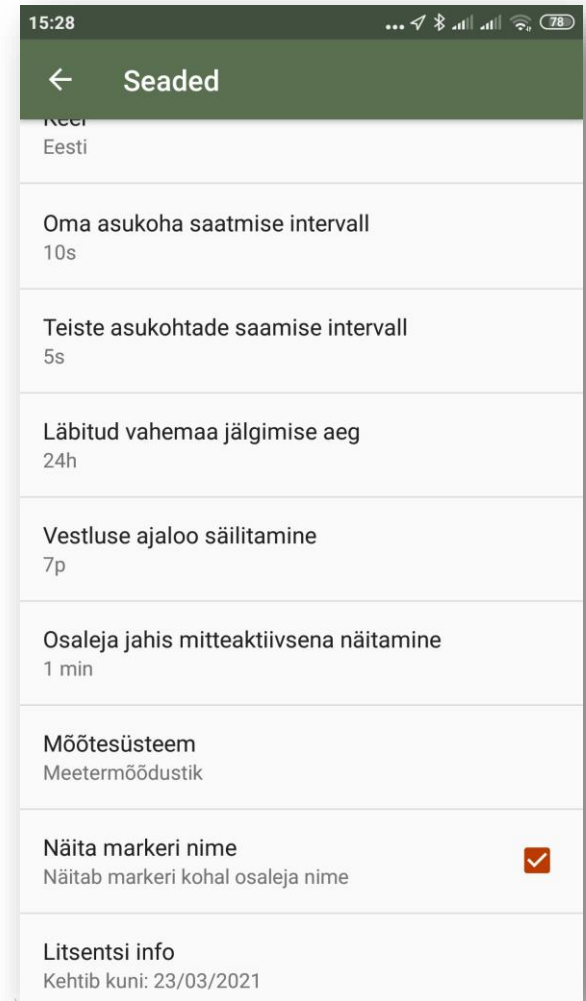 15:28
78
Seaded
Keel
Eesti
Oma asukoha saatmise intervall
10s
Teiste asukohtade saamise intervall
5s
Läbitud vahemaa jälgimise aeg
24h
Vestluse ajaloo säilitamine
7p
Osaleja jahis mitteaktiivsena näitamine
1 min
Mõõtesüsteem
Meetermõõdustik
Näita markeri nime
Näitab markeri kohal osaleja nime
Litsentsi info
Kehtib kuni: 23/03/2021